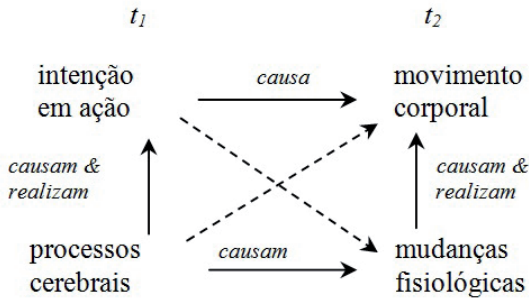 t₁
t₂
intenção
em ação
causa
movimento
corporal
causam &
realizam
causam &
realizam
processos
cerebrais
causam
mudanças
fisiológicas